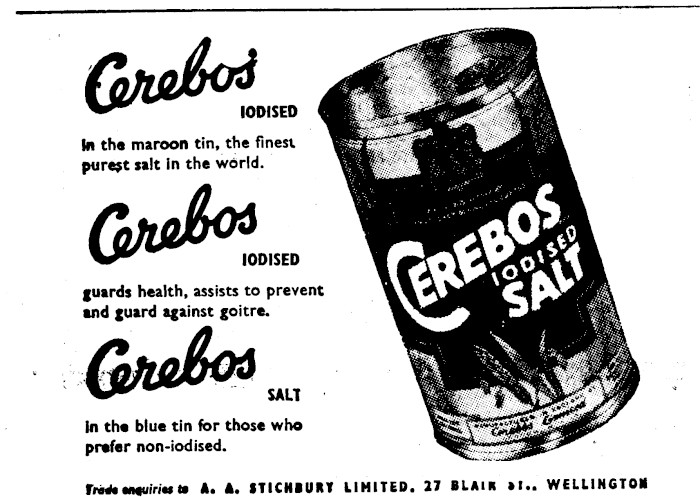 Cerebos
IODISED
In the maroon tin, the finest
purest salt in the world.
Cerebos
IODISED
guards health, assists to prevent
and guard against goitre.
Cerebos
SALT
In the blue tin for those who
prefer non-iodised.
CEREBOS
IODISED
SALT
Cerebos Limited
Trade enquiries to A. A. STICHBURY LIMITED, 27 BLAIR ST., WELLINGTON